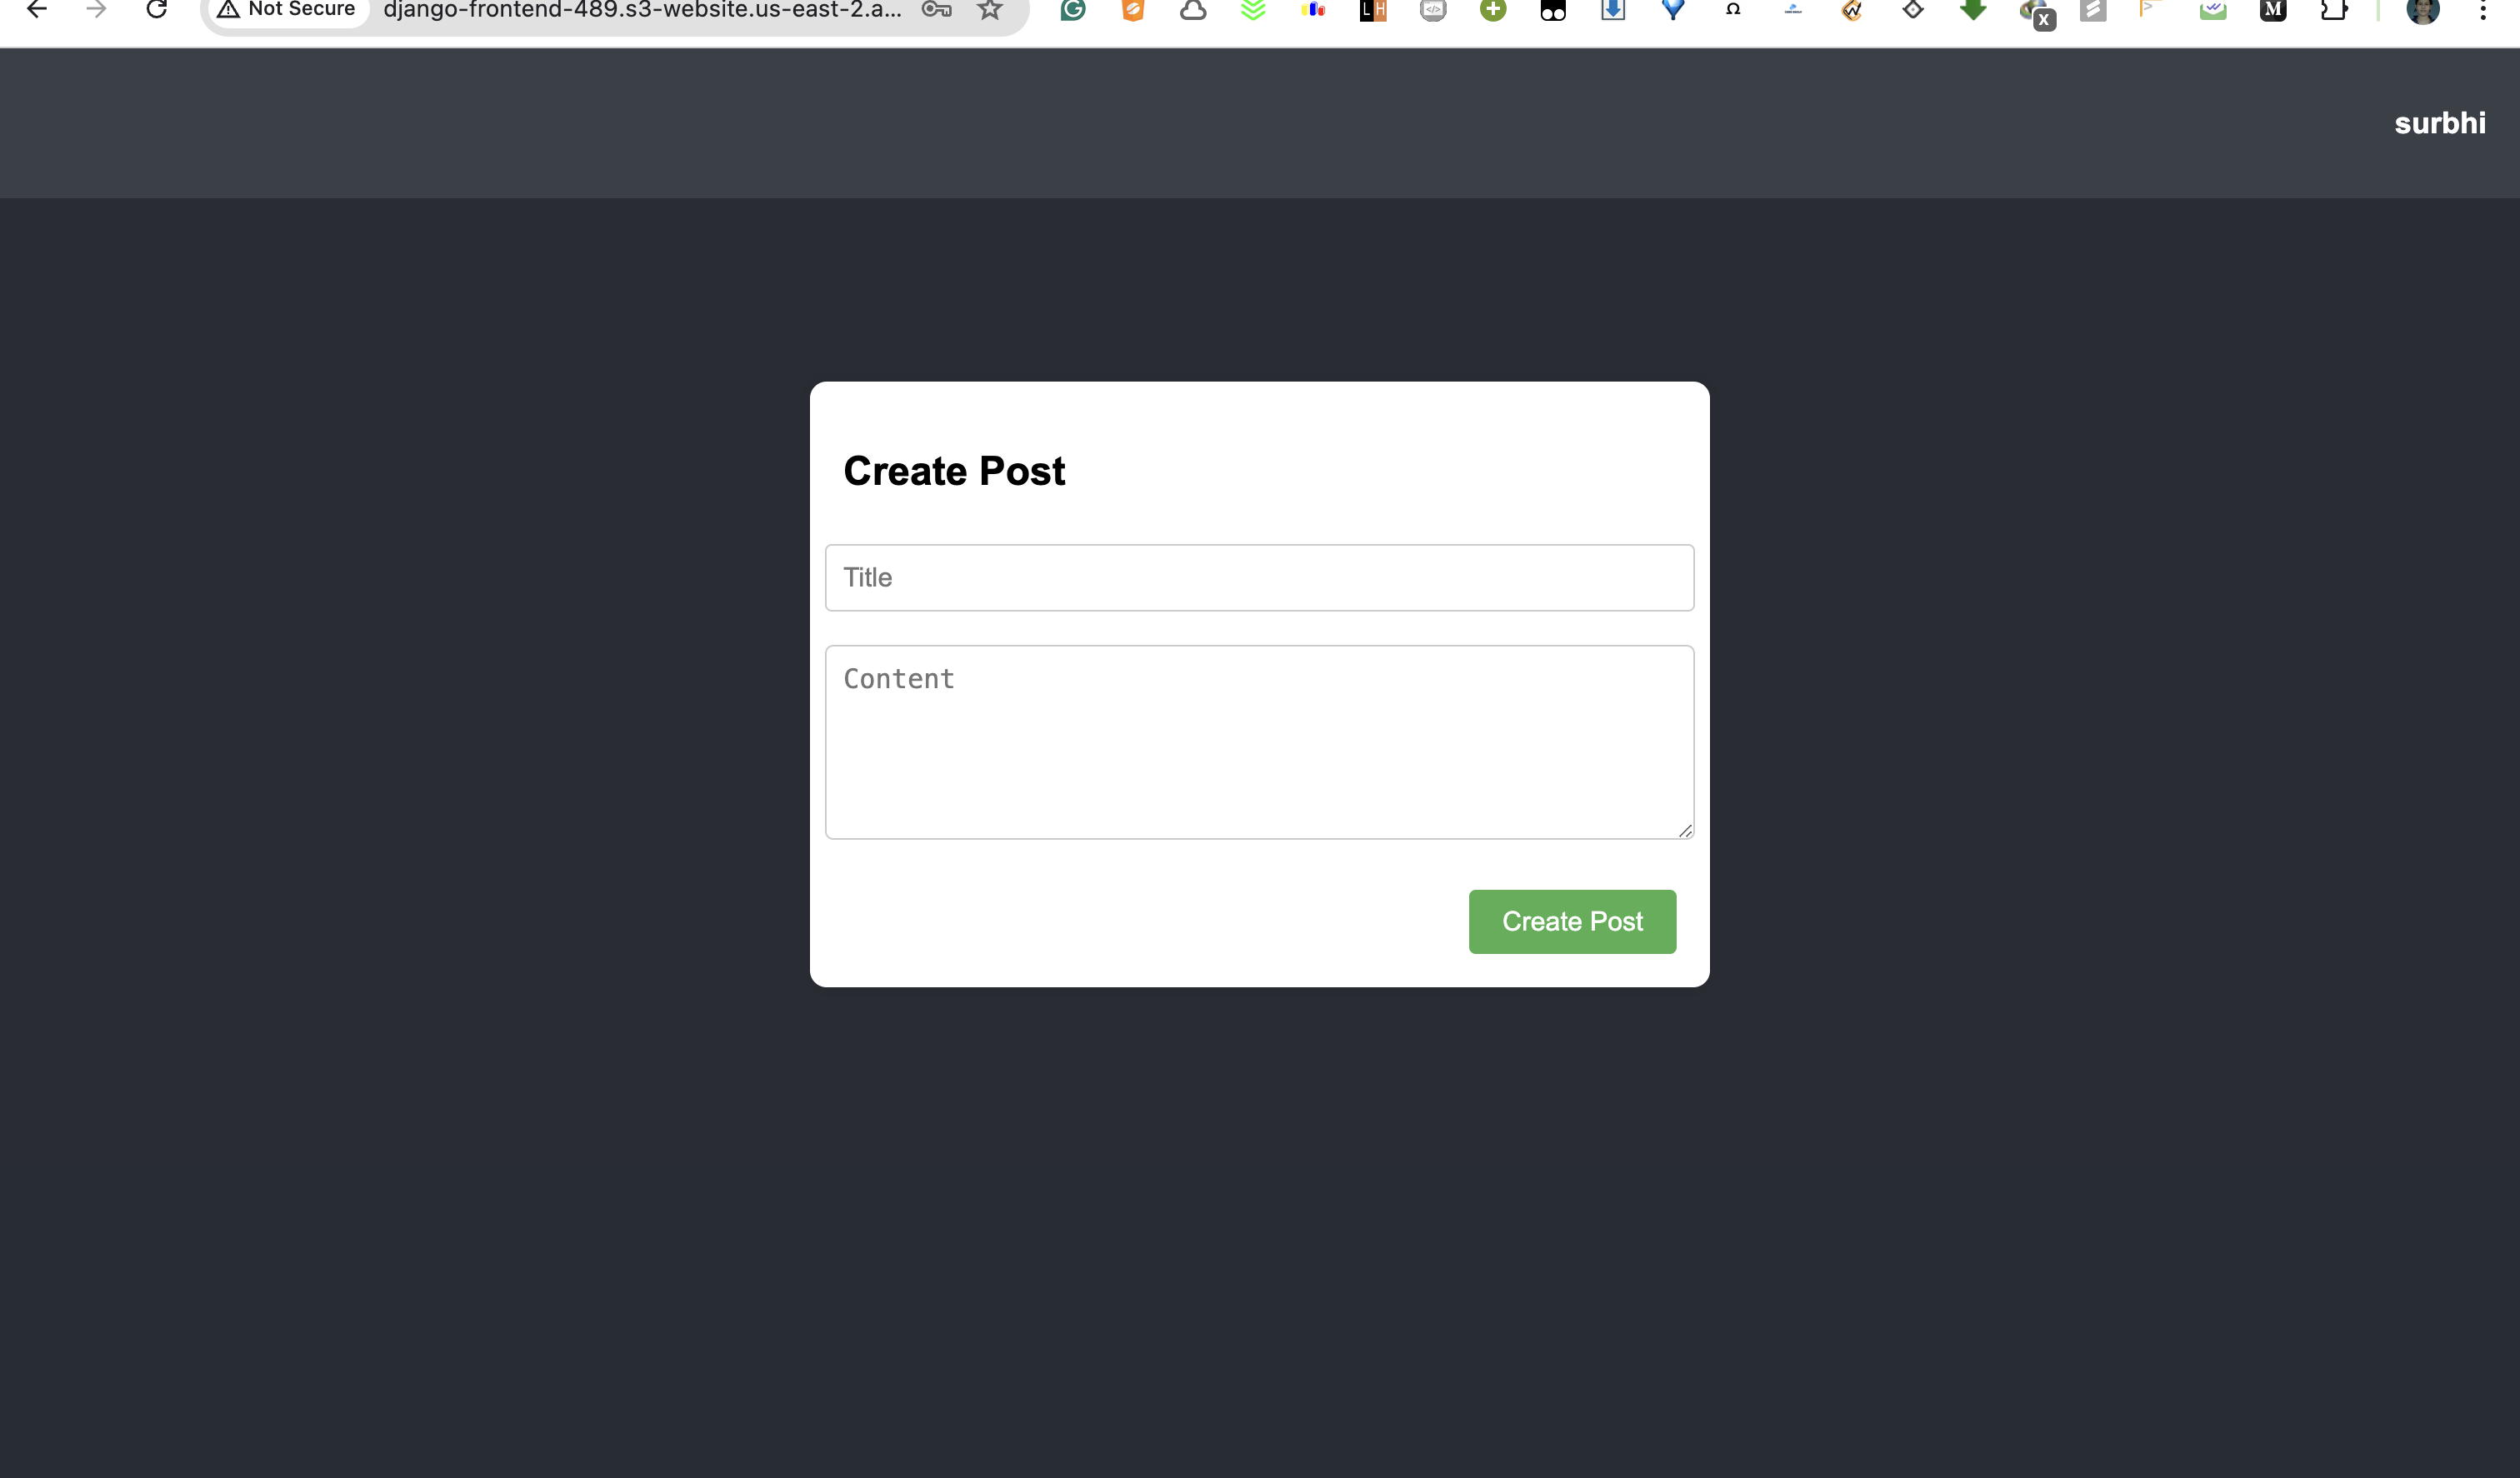 Not Secure
django-frontend-489.s3-website.us-east-2.a...
surbhi
Create Post
Title
Content
Create Post